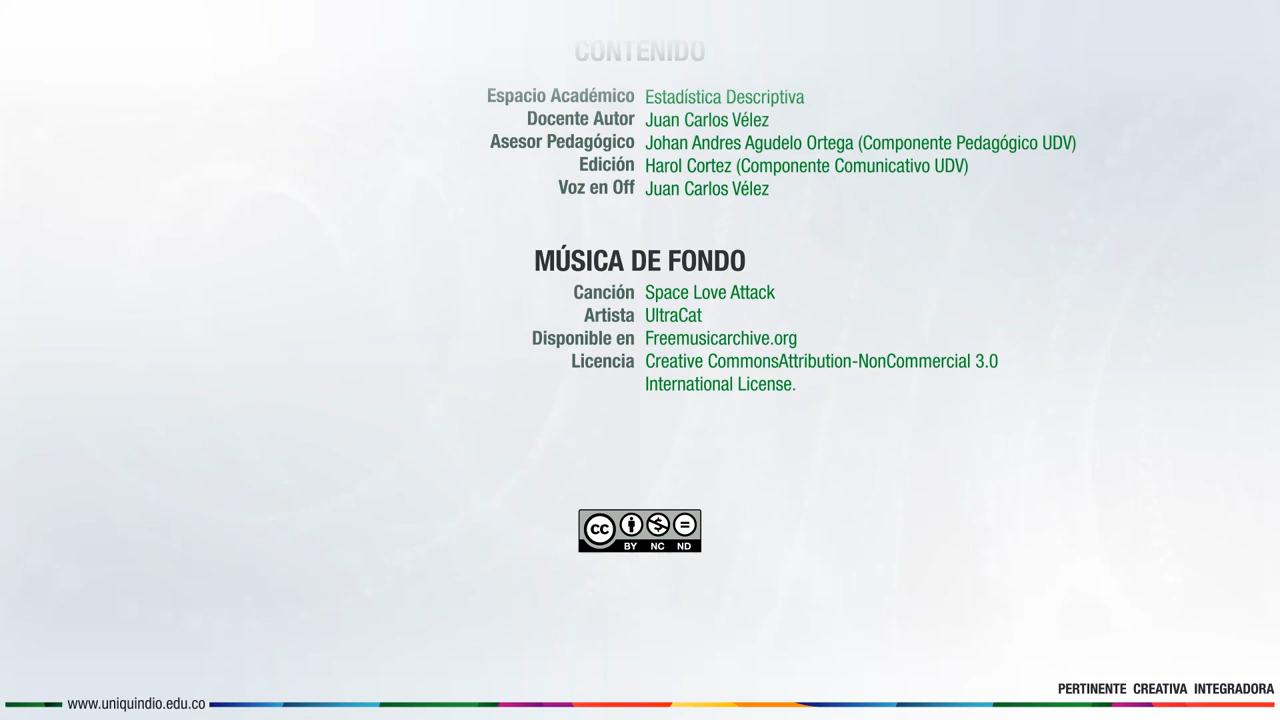 CONTENIDO
Espacio Académico Estadística Descriptiva
Docente Autor Juan Carlos Vélez
Asesor Pedagógico Johan Andres Agudelo Ortega (Componente Pedagógico UDV)
Edición Harol Cortez (Componente Comunicativo UDV)
Voz en Off Juan Carlos Vélez
MÚSICA DE FONDO
Canción Space Love Attack
Artista UltraCat
Disponible en Freemusicarchive.org
Licencia Creative CommonsAttribution-NonCommercial 3.0
International License.
cc
BY NC ND
PERTINENTE CREATIVA INTEGRADORA
www.uniquindio.edu.co